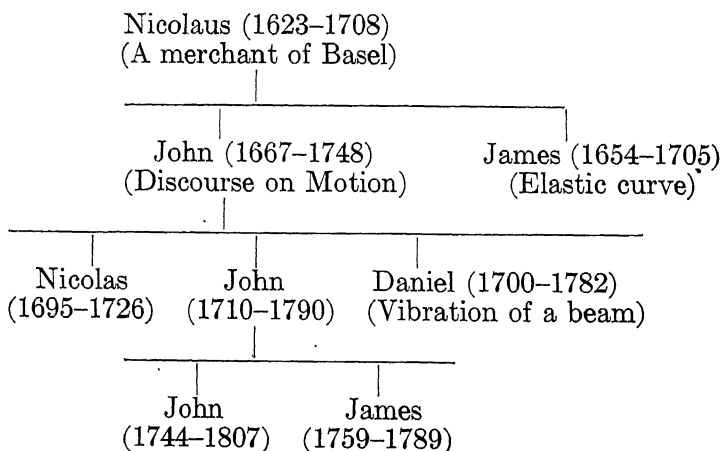 Nicolaus (1623–1708)
(A merchant of Basel)
John (1667–1748)
(Discourse on Motion)
James (1654–1705)
(Elastic curve)
Nicolas
(1695–1726)
John
(1710–1790)
Daniel (1700–1782)
(Vibration of a beam)
John
(1744–1807)
James
(1759–1789)